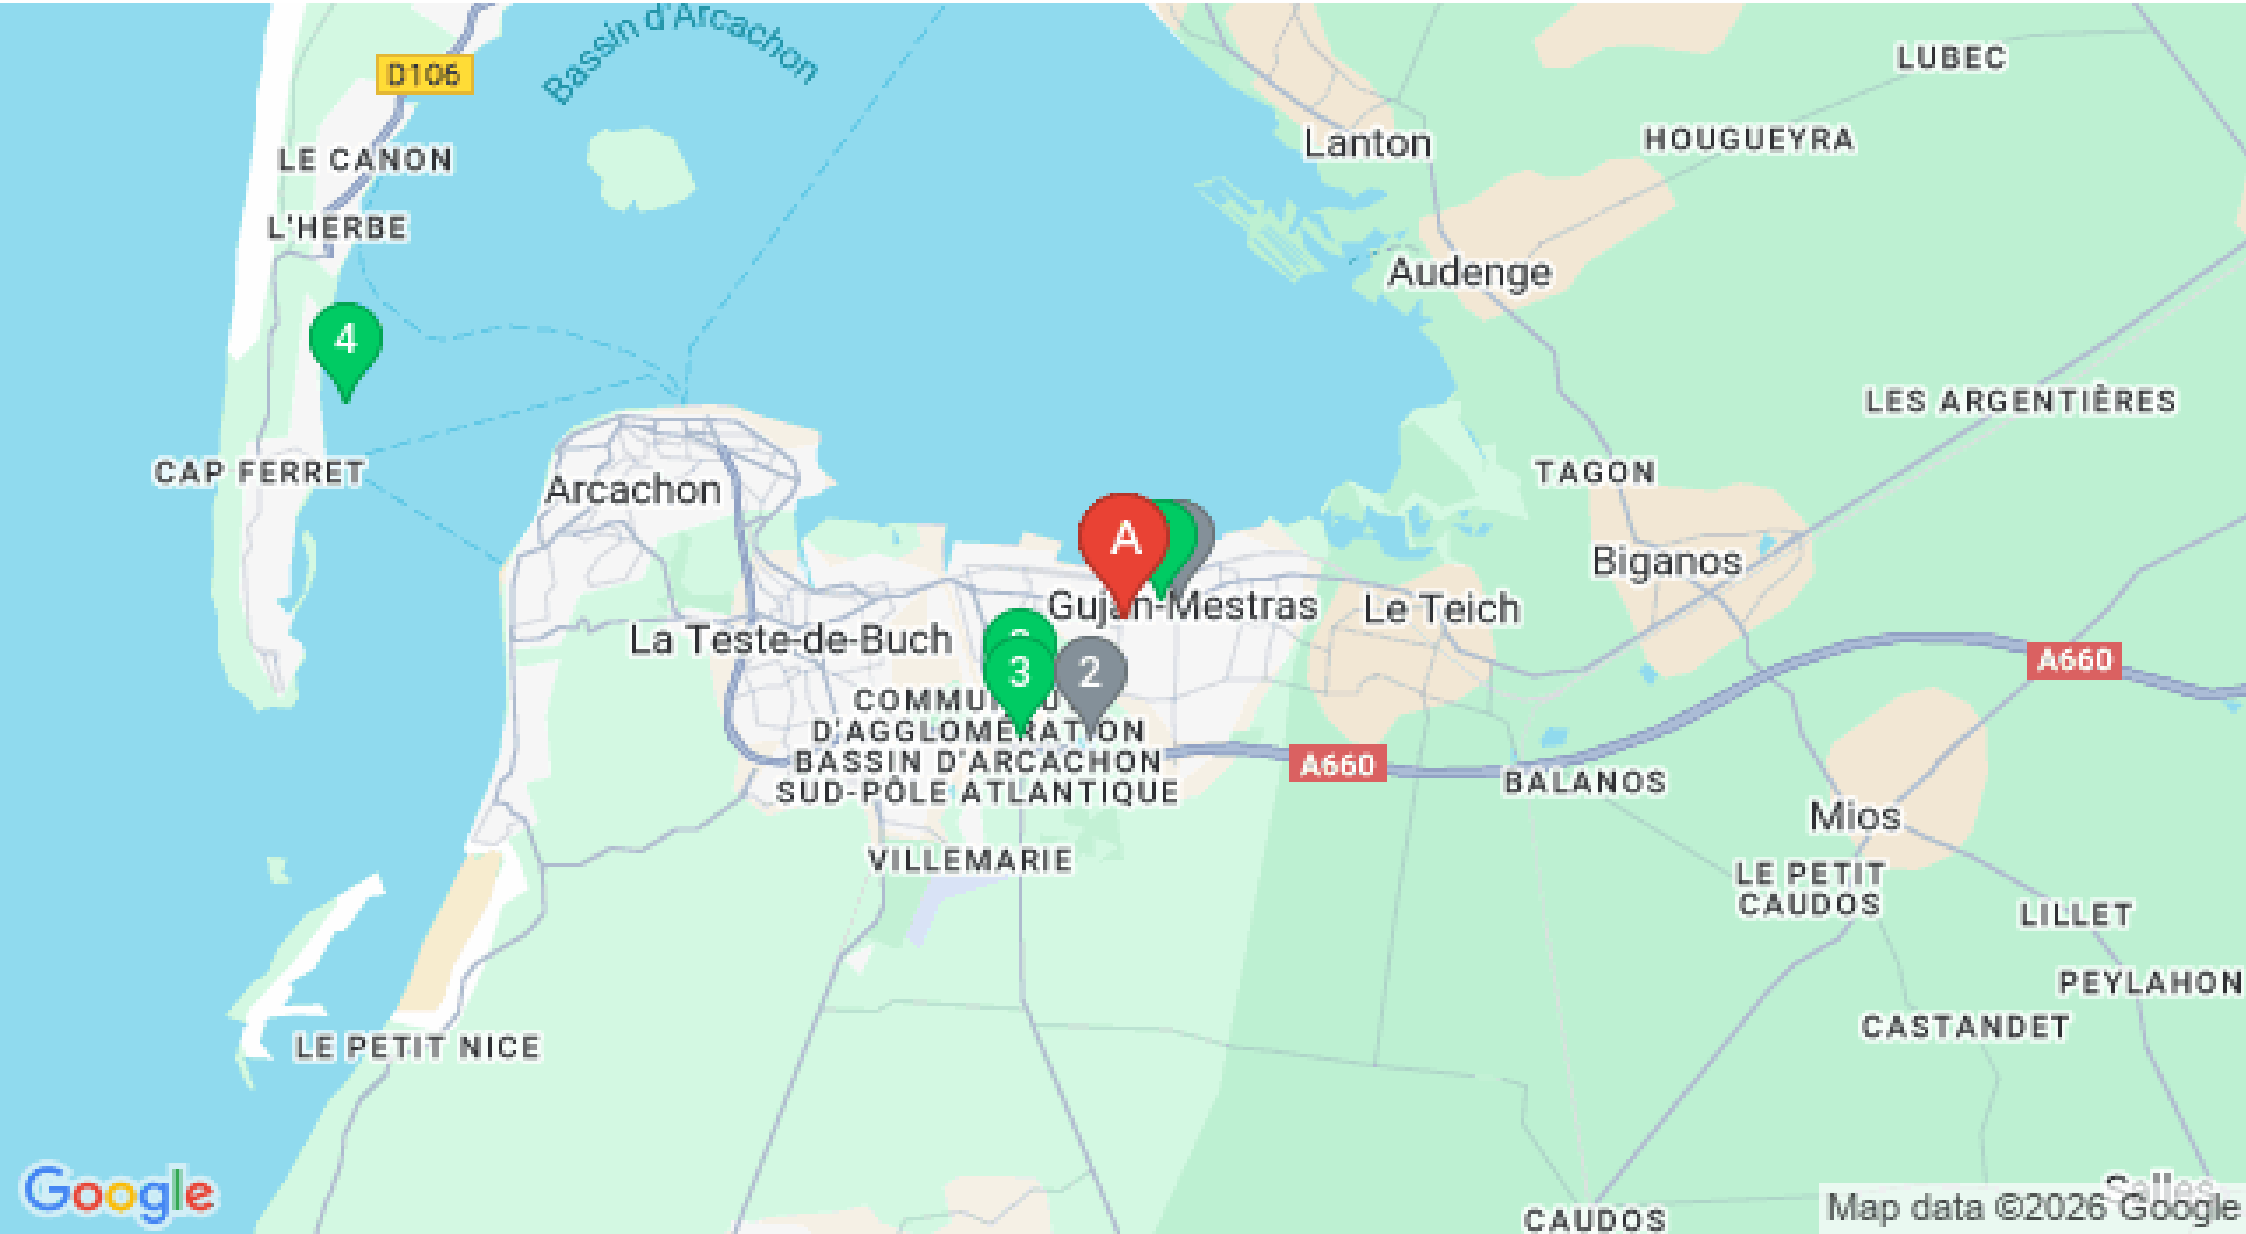 Bassin d'Arcachon
D106
LUBEC
Lanton
HOUGUEYRA
LE CANON
L'HERBE
Audenge
4
LES ARGENTIÈRES
CAP FERRET
TAGON
Arcachon
A
Biganos
Gujan-Mestras
Le Teich
La Teste-de-Buch
3
2
A660
D'AGGLOMÉRATION
BASSIN D'ARCACHON
A660
SUD-PÔLE ATLANTIQUE
BALANOS
Mios
VILLEMARIE
LE PETIT
CAUDOS
LILLET
PEYLAHON
CASTANDET
LE PETIT NICE
Salles
Google
Map data ©2026 Google
CAUDOS